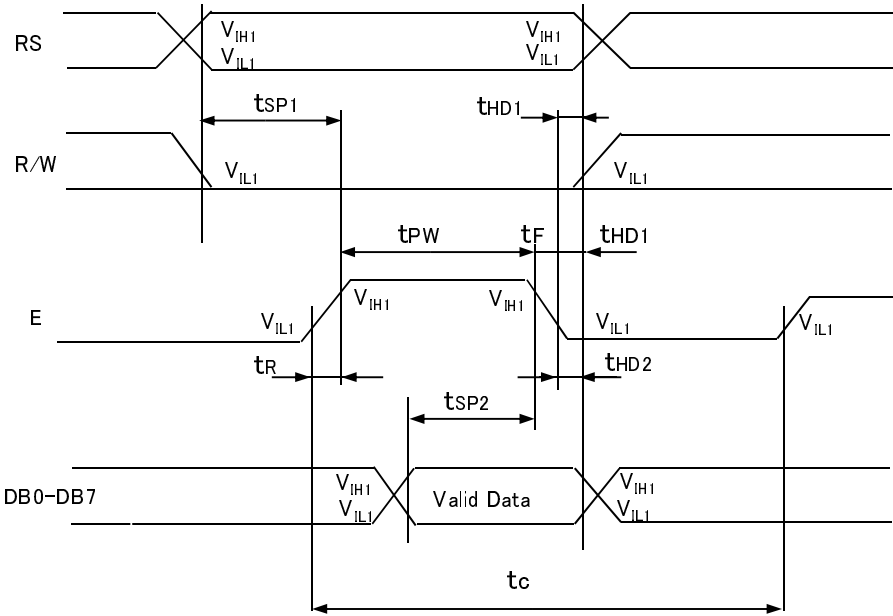 RS
VIH1
VIL1
VIH1
VIL1
tSP1
tHD1
R/W
VIL1
VIL1
tPW
tF
tHD1
E
VIL1
VIH1
VIH1
VIL1
VIL1
tR
tHD2
tSP2
DB0-DB7
VIH1
VIL1
Valid Data
VIH1
VIL1
tC